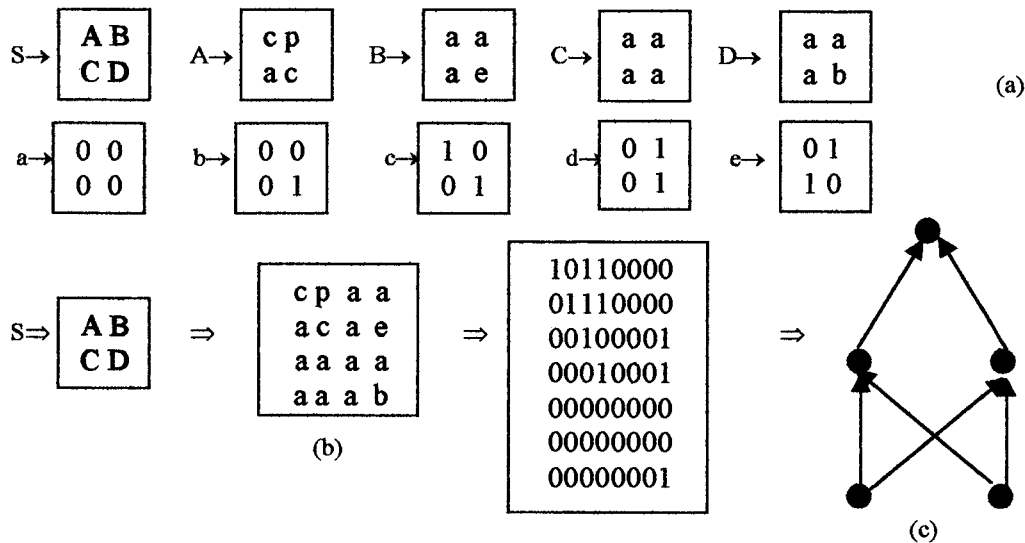 S→ A B A→ c p B→ a a C→ a a D→ a a
C D a c a e a a a b
(a)
a→ 0 0 b→ 0 0 c→ 1 0 d→ 0 1 e→ 0 1
0 0 0 1 0 1 0 1 1 0
S⇒ A B
C D
⇒
c p a a
a c a e
a a a a
a a a b
(b)
⇒
10110000
01110000
00100001
00010001
00000000
00000000
00000001
⇒
(c)